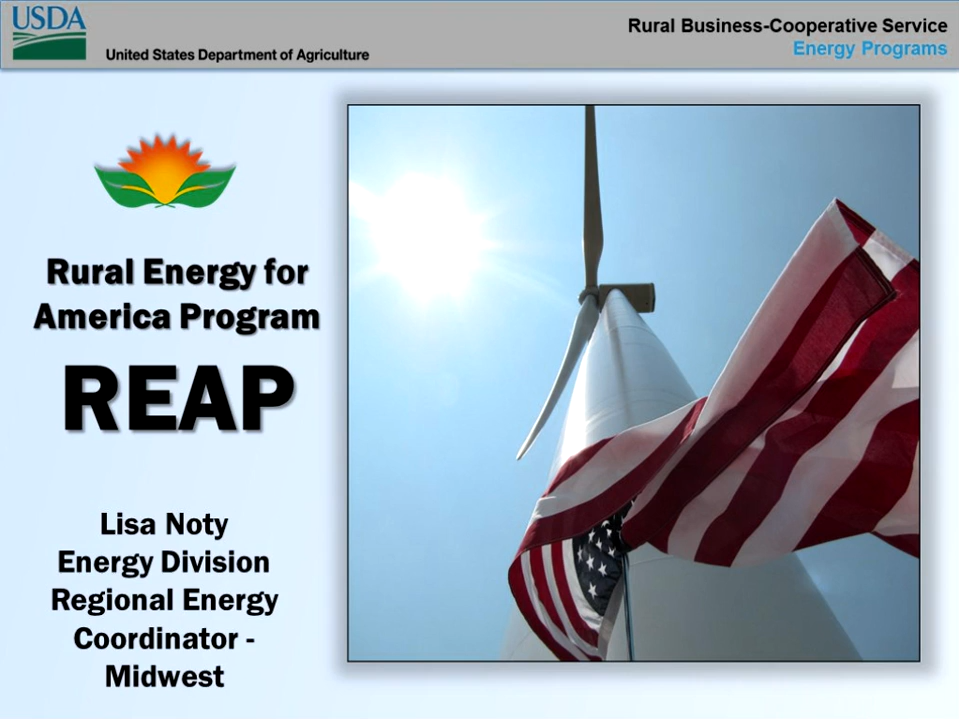 USDA
United States Department of Agriculture
Rural Business-Cooperative Service
Energy Programs
Rural Energy for
America Program
REAP
Lisa Noty
Energy Division
Regional Energy
Coordinator -
Midwest